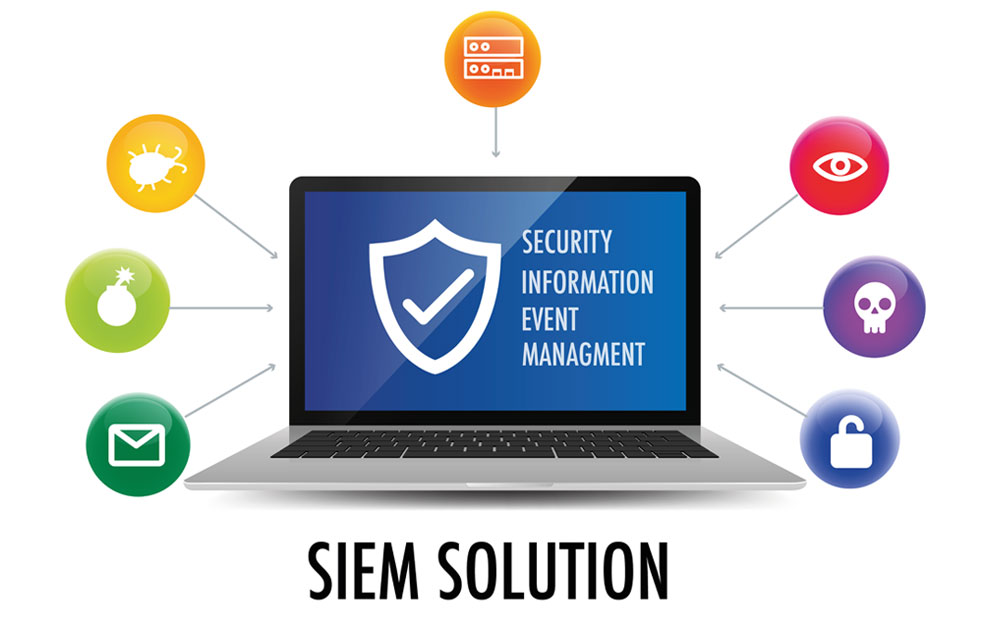 SECURITY
INFORMATION
EVENT
MANAGMENT
SIEM SOLUTION